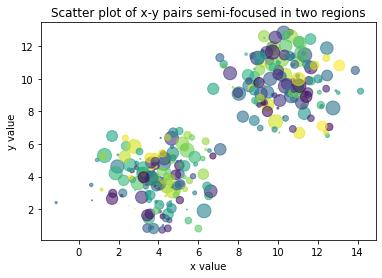 Scatter plot of x-y pairs semi-focused in two regions
12
10
8
6
4
2
y value
0 2 4 6 8 10 12 14
x value